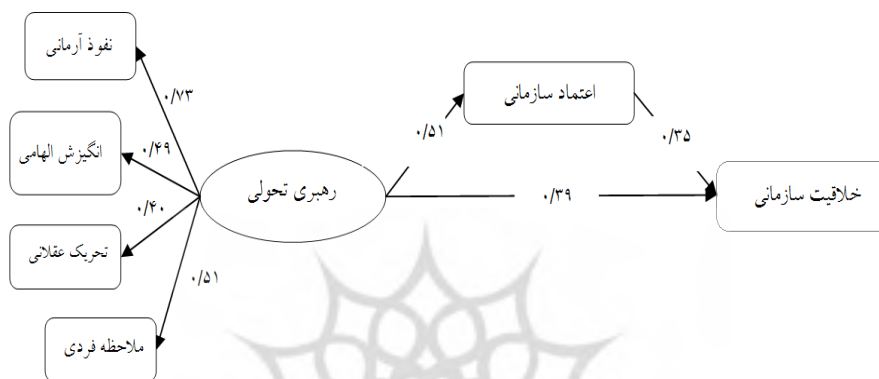 نفوذ آرمانی
۰/۷۳
اعتماد سازمانی
انگیزش الهامی
۰/۴۹
۰/۵۱
۰/۳۵
رهبری تحولی
۰/۳۹
خلاقیت سازمانی
۰/۴۰
تحریک عقلانی
۰/۵۱
ملاحظه فردی